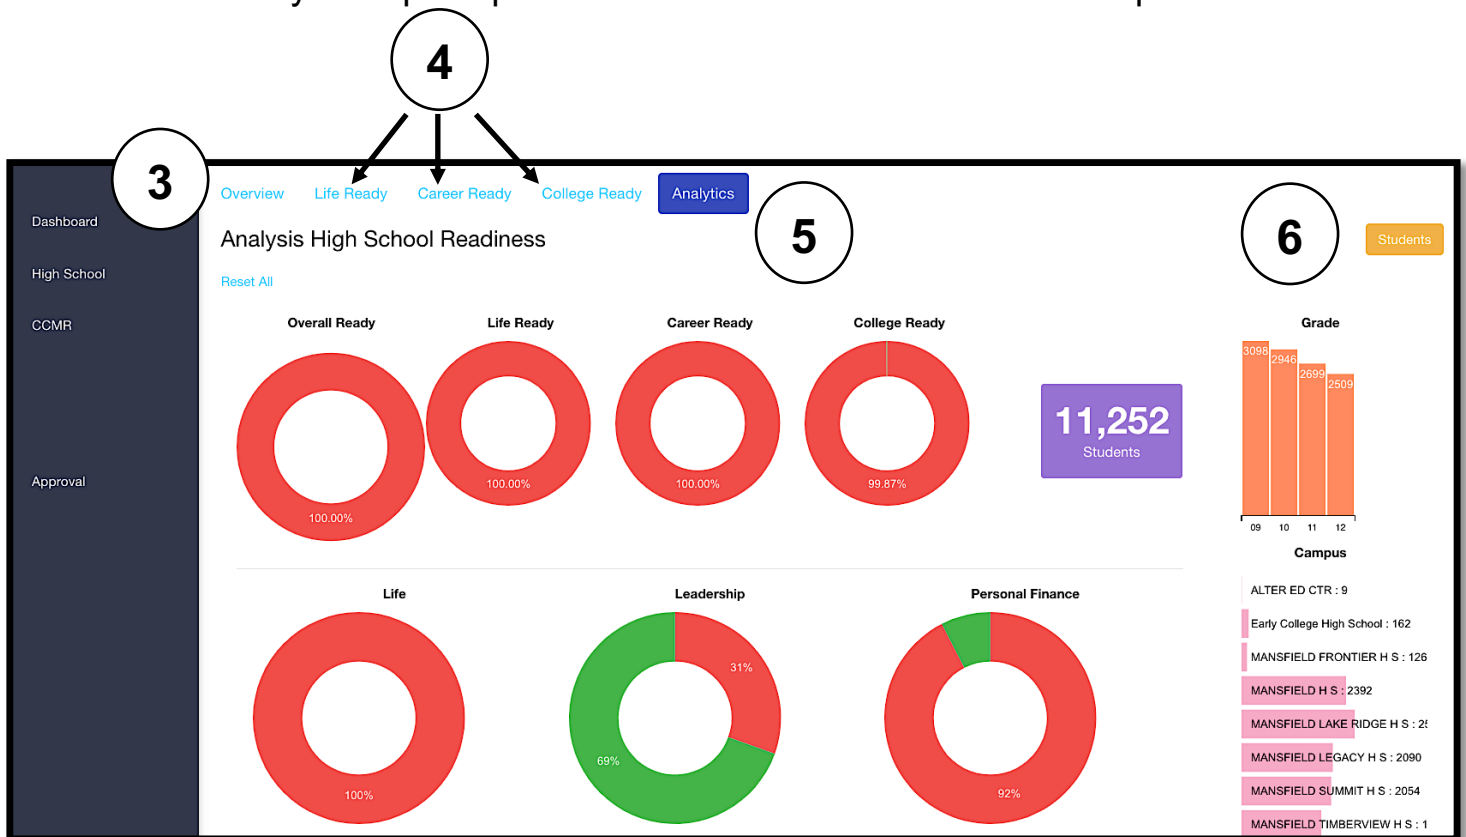 4
3
Overview Life Ready Career Ready College Ready Analytics
5
6
Students
Dashboard
High School
CCMR
Approval
Analysis High School Readiness
Reset All
Overall Ready Life Ready Career Ready College Ready
100.00% 100.00% 100.00% 99.87%
11,252
Students
Grade
3098 2946 2699 2509
09 10 11 12
Life Leadership Personal Finance
100% 31% 69% 92%
Campus
ALTER ED CTR : 9
Early College High School : 162
MANSFIELD FRONTIER H S : 126
MANSFIELD H S : 2392
MANSFIELD LAKE RIDGE H S :
MANSFIELD LEGACY H S : 2090
MANSFIELD SUMMIT H S : 2054
MANSFIELD TIMBERVIEW H S : 1